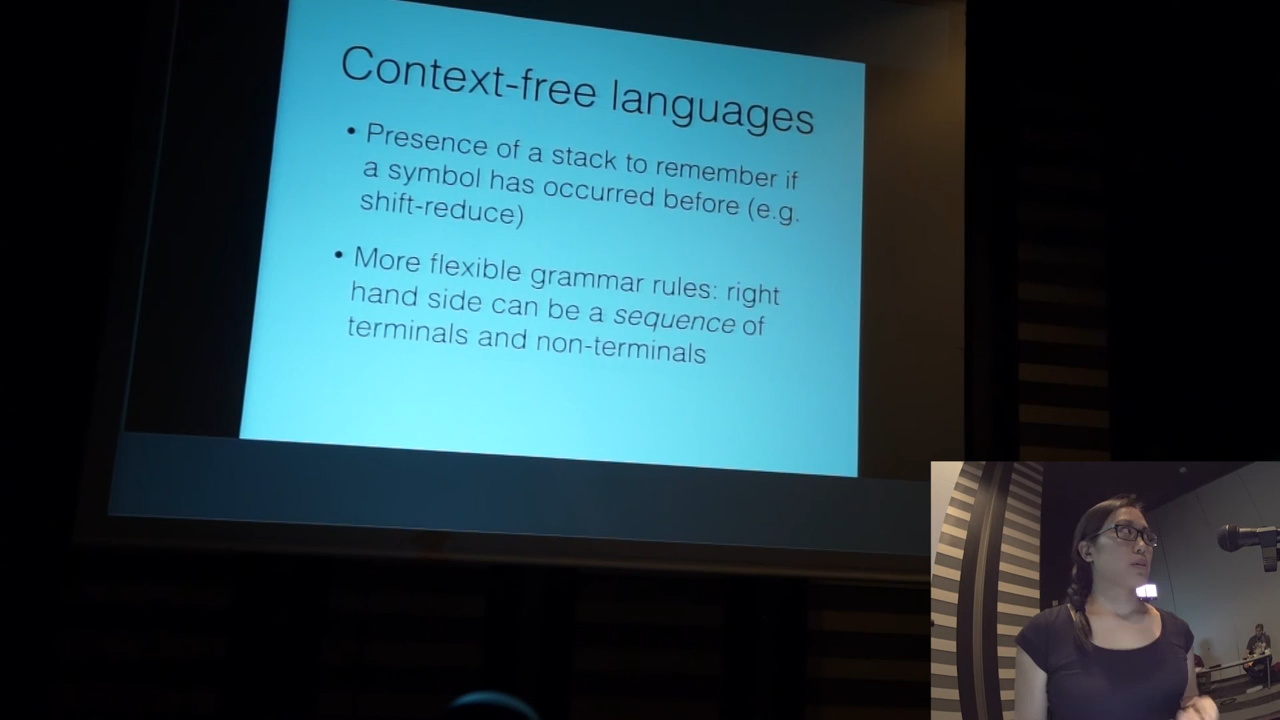 Context-free languages
• Presence of a stack to remember if
a symbol has occurred before (e.g.
shift-reduce)
• More flexible grammar rules: right
hand side can be a sequence of
terminals and non-terminals